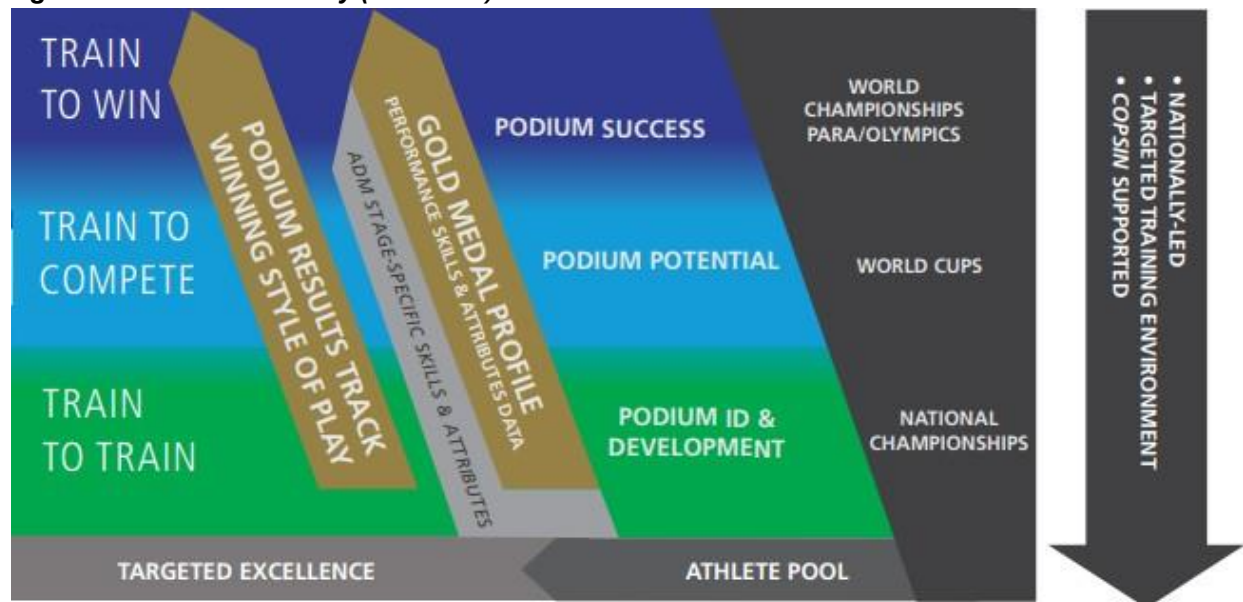 TRAIN
TO WIN
PODIUM RESULTS TRACK
WINNING STYLE OF PLAY
GOLD MEDAL PROFILE
PERFORMANCE SKILLS & ATTRIBUTES DATA
ADM STAGE-SPECIFIC SKILLS & ATTRIBUTES
PODIUM SUCCESS
WORLD
CHAMPIONSHIPS
PARA/OLYMPICS
TRAIN TO
COMPETE
PODIUM POTENTIAL
WORLD CUPS
TRAIN
TO TRAIN
PODIUM ID &
DEVELOPMENT
NATIONAL
CHAMPIONSHIPS
TARGETED EXCELLENCE
ATHLETE POOL
• NATIONALLY-LED
• TARGETED TRAINING ENVIRONMENT
• COPSIN SUPPORTED